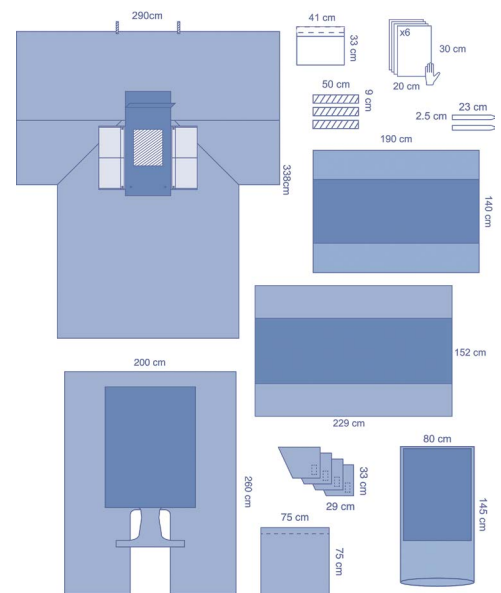 290cm
41 cm
33 cm
x6
30 cm
20 cm
50 cm
9 cm
23 cm
2.5 cm
338cm
190 cm
140 cm
152 cm
229 cm
200 cm
260 cm
33 cm
29 cm
75 cm
75 cm
80 cm
145 cm